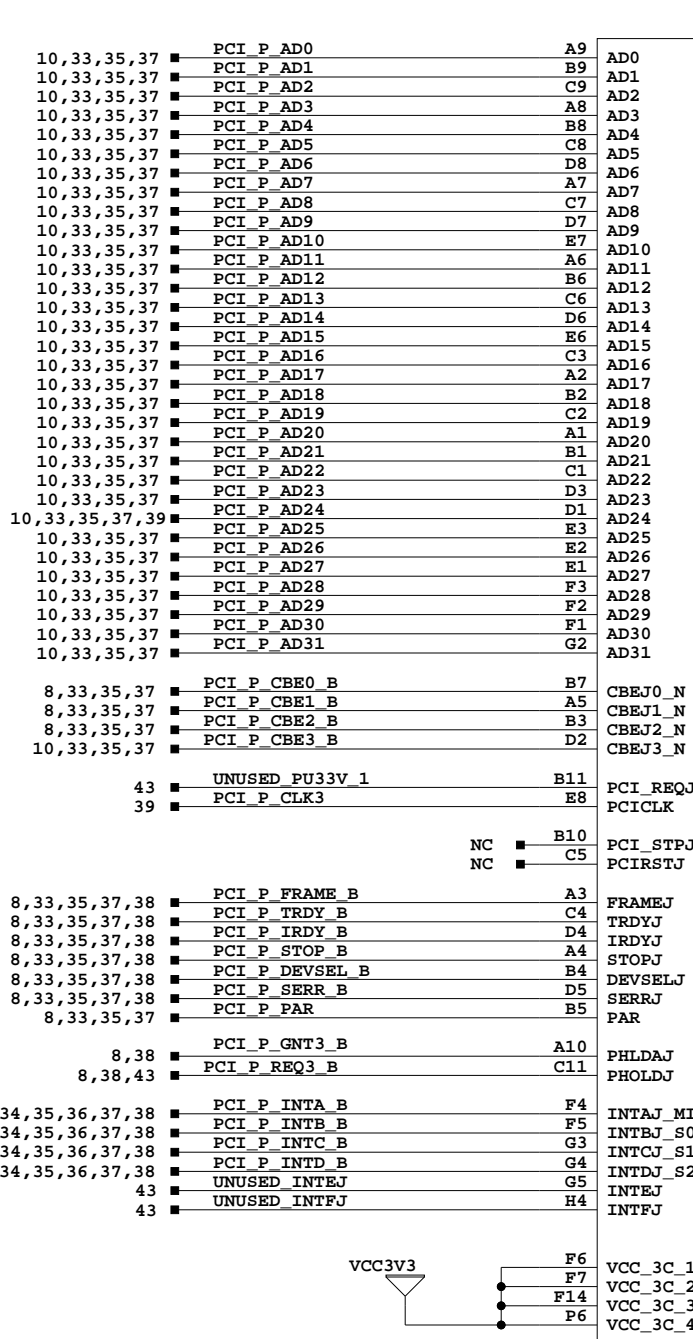 10,33,35,37 PCI_P_AD0 A9 AD0
10,33,35,37 PCI_P_AD1 B9 AD1
10,33,35,37 PCI_P_AD2 C9 AD2
10,33,35,37 PCI_P_AD3 A8 AD3
10,33,35,37 PCI_P_AD4 B8 AD4
10,33,35,37 PCI_P_AD5 C8 AD5
10,33,35,37 PCI_P_AD6 D8 AD6
10,33,35,37 PCI_P_AD7 A7 AD7
10,33,35,37 PCI_P_AD8 C7 AD8
10,33,35,37 PCI_P_AD9 D7 AD9
10,33,35,37 PCI_P_AD10 E7 AD10
10,33,35,37 PCI_P_AD11 A6 AD11
10,33,35,37 PCI_P_AD12 B6 AD12
10,33,35,37 PCI_P_AD13 C6 AD13
10,33,35,37 PCI_P_AD14 D6 AD14
10,33,35,37 PCI_P_AD15 E6 AD15
10,33,35,37 PCI_P_AD16 C3 AD16
10,33,35,37 PCI_P_AD17 A2 AD17
10,33,35,37 PCI_P_AD18 B2 AD18
10,33,35,37 PCI_P_AD19 C2 AD19
10,33,35,37 PCI_P_AD20 A1 AD20
10,33,35,37 PCI_P_AD21 B1 AD21
10,33,35,37 PCI_P_AD22 C1 AD22
10,33,35,37 PCI_P_AD23 D3 AD23
10,33,35,37,39 PCI_P_AD24 D1 AD24
10,33,35,37 PCI_P_AD25 E3 AD25
10,33,35,37 PCI_P_AD26 E2 AD26
10,33,35,37 PCI_P_AD27 E1 AD27
10,33,35,37 PCI_P_AD28 F3 AD28
10,33,35,37 PCI_P_AD29 F2 AD29
10,33,35,37 PCI_P_AD30 F1 AD30
10,33,35,37 PCI_P_AD31 G2 AD31
8,33,35,37 PCI_P_CBE0_B B7 CBEJ0_N
8,33,35,37 PCI_P_CBE1_B A5 CBEJ1_N
8,33,35,37 PCI_P_CBE2_B B3 CBEJ2_N
10,33,35,37 PCI_P_CBE3_B D2 CBEJ3_N
43 UNUSED_PU33V_1 B11 PCI_REQJ
39 PCI_P_CLK3 E8 PCICLK
NC B10 PCI_STPJ
NC C5 PCIRSTJ
8,33,35,37,38 PCI_P_FRAME_B A3 FRAMEJ
8,33,35,37,38 PCI_P_TRDY_B C4 TRDYJ
8,33,35,37,38 PCI_P_IRDY_B D4 IRDYJ
8,33,35,37,38 PCI_P_STOP_B A4 STOPJ
8,33,35,37,38 PCI_P_DEVSEL_B B4 DEVSELJ
8,33,35,37,38 PCI_P_SERR_B D5 SERRJ
8,33,35,37 PCI_P_PAR B5 PAR
8,38 PCI_P_GNT3_B A10 PHLDAJ
8,38,43 PCI_P_REQ3_B C11 PHOLDJ
34,35,36,37,38 PCI_P_INTA_B F4 INTAJ_MI
34,35,36,37,38 PCI_P_INTB_B F5 INTBJ_S0
34,35,36,37,38 PCI_P_INTC_B G3 INTCJ_S1
34,35,36,37,38 PCI_P_INTD_B G4 INTDJ_S2
43 UNUSED_INTEJ G5 INTEJ
43 UNUSED_INTFJ H4 INTFJ
VCC3V3 F6 VCC_3C_1
F7 VCC_3C_2
F14 VCC_3C_3
P6 VCC_3C_4